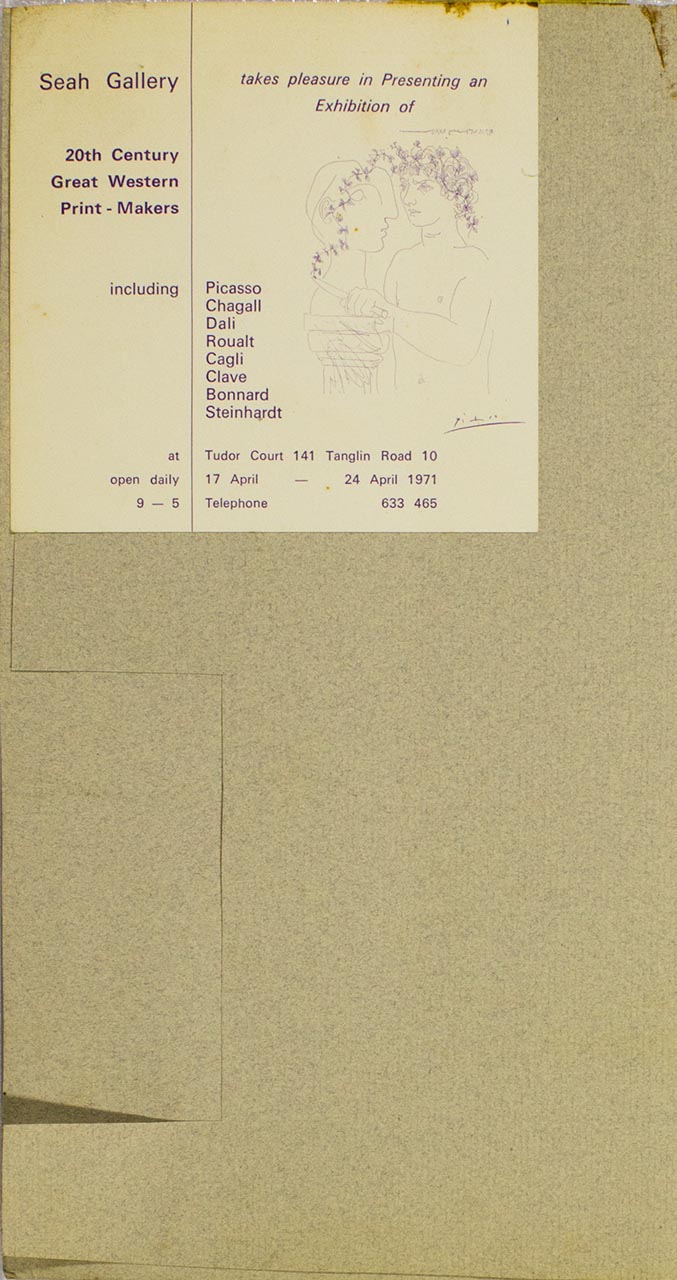 Seah Gallery
takes pleasure in Presenting an
Exhibition of
20th Century
Great Western
Print - Makers
including
Picasso
Chagall
Dali
Roualt
Cagli
Clave
Bonnard
Steinhardt
at Tudor Court 141 Tanglin Road 10
open daily 17 April — 24 April 1971
9 — 5 Telephone 633 465
Picasso